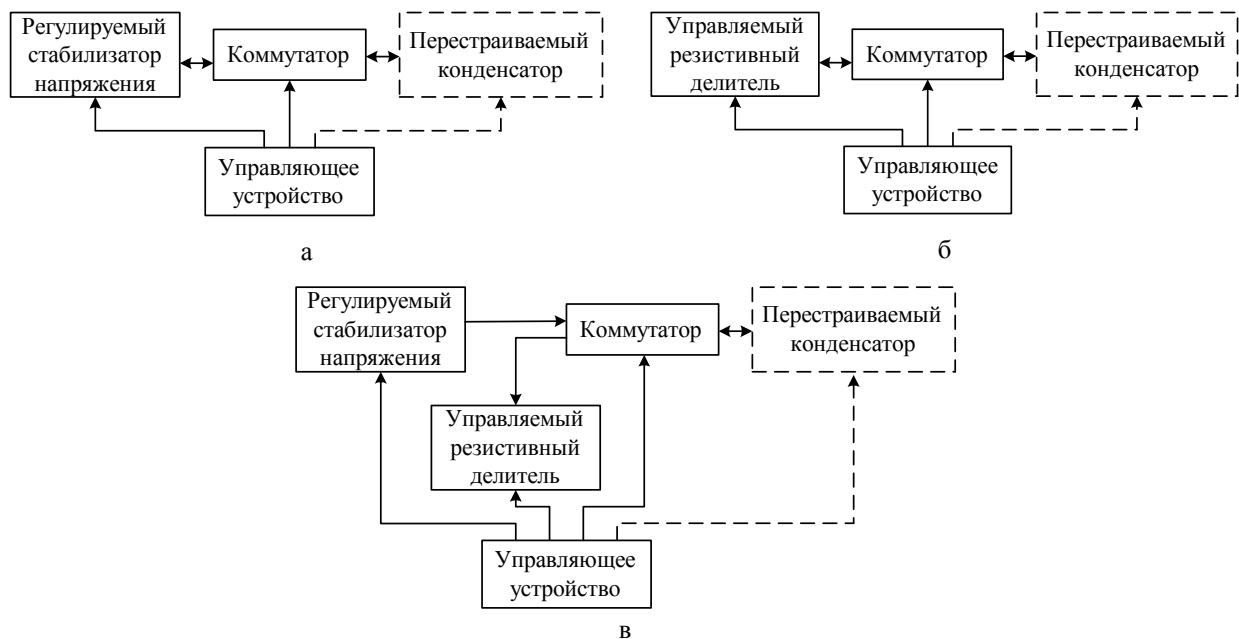 Регулируемый
стабилизатор
напряжения
Коммутатор
Перестраиваемый
конденсатор
Управляющее
устройство
а
Управляемый
резистивный
делитель
Коммутатор
Перестраиваемый
конденсатор
Управляющее
устройство
б
Регулируемый
стабилизатор
напряжения
Коммутатор
Перестраиваемый
конденсатор
Управляемый
резистивный
делитель
Управляющее
устройство
в